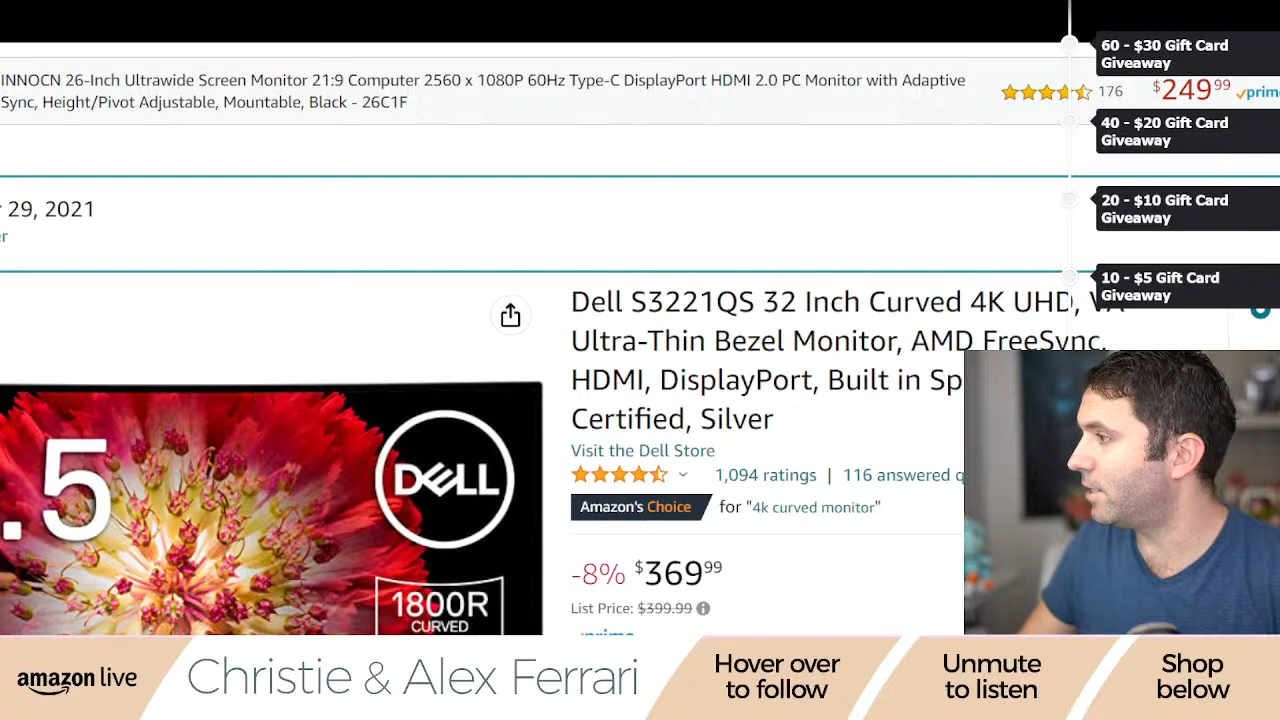 INNOCN 26-Inch Ultrawide Screen Monitor 21:9 Computer 2560 x 1080P 60Hz Type-C DisplayPort HDMI 2.0 PC Monitor with Adaptive
Sync, Height/Pivot Adjustable, Mountable, Black - 26C1F
176
$249⁹⁹
prim
60 - $30 Gift Card
Giveaway
40 - $20 Gift Card
Giveaway
20 - $10 Gift Card
Giveaway
10 - $5 Gift Card
Giveaway
29, 2021
Dell S3221QS 32 Inch Curved 4K UHD, VA
Ultra-Thin Bezel Monitor, AMD FreeSync,
HDMI, DisplayPort, Built in Sp
Certified, Silver
Visit the Dell Store
1,094 ratings | 116 answered q
Amazon's Choice for "4k curved monitor"
-8% $369⁹⁹
List Price: $399.99
prime
.5
DELL
1800R
CURVED
amazon live
Christie & Alex Ferrari
Hover over
to follow
Unmute
to listen
Shop
below